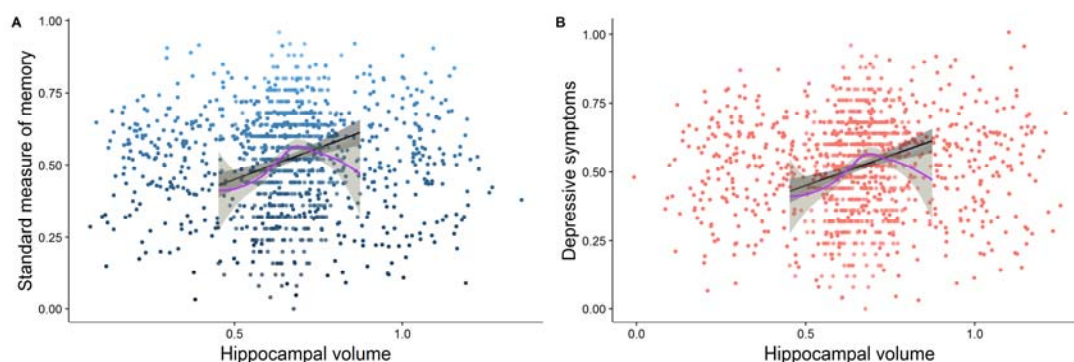 A
Standard measure of memory
1.00
0.75
0.50
0.25
0.00
0.5
1.0
Hippocampal volume
B
Depressive symptoms
1.00
0.75
0.50
0.25
0.00
0.0
0.5
1.0
Hippocampal volume